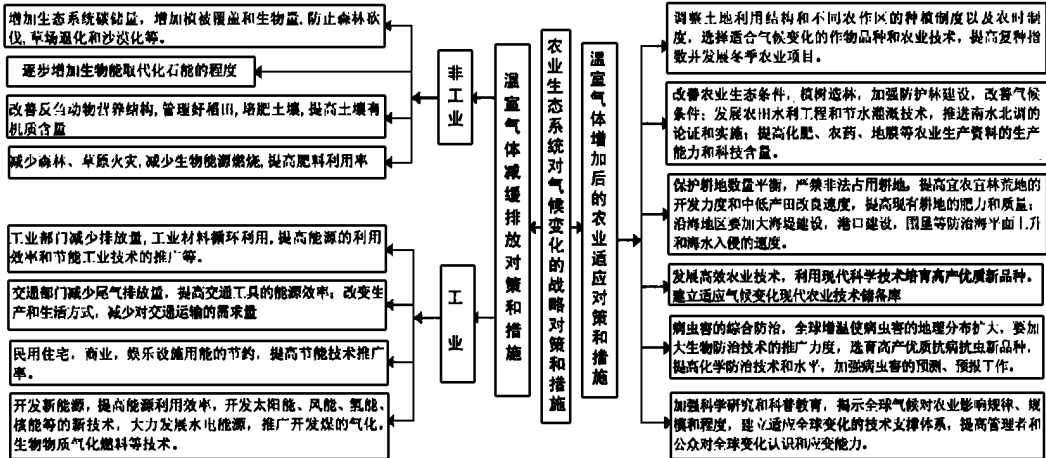 增加生态系统碳储量，增加植被覆盖和生物量，防止森林砍
伐，草场退化和沙漠化等。
逐步增加生物能取代化石能的程度
改善反刍动物营养结构，管理好稻田，培肥土壤，提高土壤有
机质含量
减少森林、草原火灾，减少生物能源燃烧，提高肥料利用率
非工业
工业部门减少排放量，工业材料循环利用，提高能源的利用
效率和节能工业技术的推广等。
交通部门减少尾气排放量，提高交通工具的能源效率；改变生
产和生活方式，减少对交通运输的需求量
民用住宅，商业，娱乐设施用能的节约，提高节能技术推广
率。
开发新能源，提高能源利用效率，开发太阳能、风能、氢能、
核能等的新技术，大力发展水电能源，推广开发煤的气化，
生物物质气化燃料等技术。
工业
温室气体减缓排放对策和措施
农业生态系统对气候变化的战略对策和措施
温室气体增加后的农业适应对策和措施
调整土地利用结构和不同农作区的种植制度以及农时制
度，选择适合气候变化的作物品种和农业技术，提高复种指
数并发展冬季农业项目。
改善农业生态条件，植树造林，加强防护林建设，改善气候
条件；发展农田水利工程和节水灌溉技术，推进南水北调的
论证和实施；提高化肥、农药、地膜等农业生产资料的生产
能力和科技含量。
保护耕地数量平衡，严禁非法占用耕地。提高宜农宜林荒地的
开发力度和中低产田改良速度，提高现有耕地的肥力和质量；
沿海地区要加大海堤建设，港口建设，围垦等防治海平面上升
和海水入侵的速度。
发展高效农业技术，利用现代科学技术培育高产优质新品种。
建立适应气候变化现代农业技术储备库
病虫害的综合防治，全球增温使病虫害的地理分布扩大，要加
大生物防治技术的推广力度，选育高产优质抗病抗虫新品种，
提高化学防治技术和水平，加强病虫害的预测、预报工作。
加强科学研究和科普教育，揭示全球气候对农业影响规律、规
模和程度，建立适应全球变化的技术支撑体系，提高管理者和
公众对全球变化认识和应变能力。